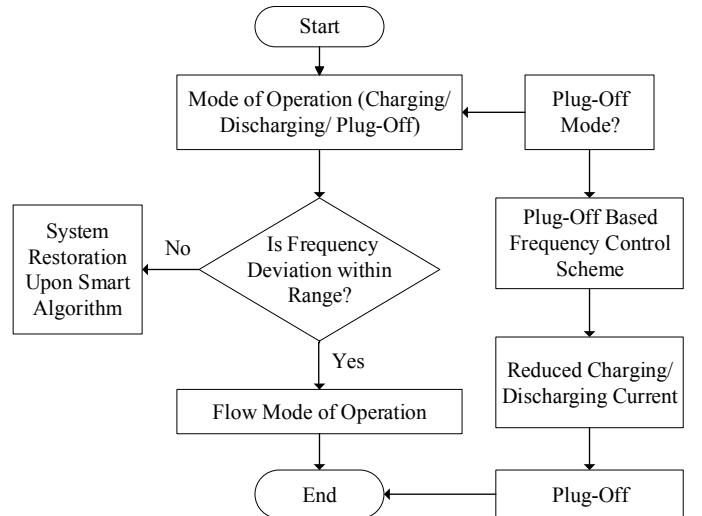 Start
Mode of Operation (Charging/
Discharging/ Plug-Off)
Plug-Off
Mode?
System
Restoration
Upon Smart
Algorithm
No
Is Frequency
Deviation within
Range?
Plug-Off Based
Frequency Control
Scheme
Yes
Reduced Charging/
Discharging Current
Flow Mode of Operation
End
Plug-Off